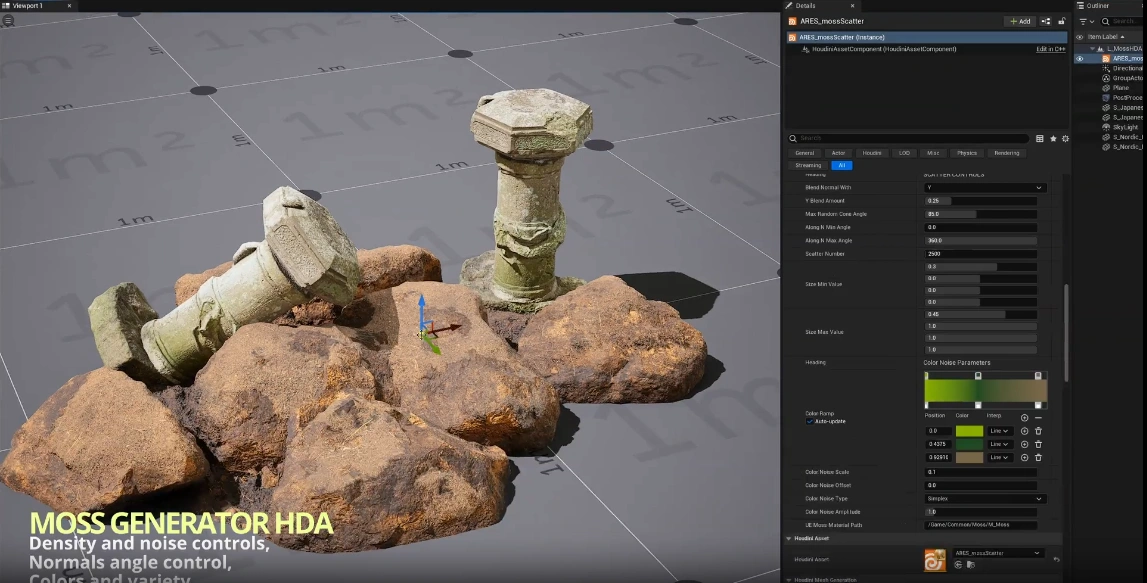 Viewport 1
Details
Outliner
ARES_mossScatter
Add
Search
Item Label
ARES_mossScatter (Instance)
HoudiniAssetComponent (HoudiniAssetComponent)
Edit in C++
L_MossHDA
ARES_mos
Directiona
GroupActo
Plane
PostProce
S_Japanes
S_Japanes
SkyLight
S_Nordic_
S_Nordic_
Search
General
Actor
Houdini
LOD
Misc
Physics
Rendering
Streaming
All
Heading
SCATTER CONTROLS
Blend Normal With
Y
Y Blend Amount
0.25
Max Random Cone Angle
85.0
Along N Min Angle
0.0
Along N Max Angle
360.0
Scatter Number
2500
Size Min Value
0.3
0.0
0.0
0.0
Size Max Value
0.45
1.0
1.0
1.0
Heading
Color Noise Parameters
Color Ramp
Auto-update
Position
Color
Interp.
0.0
Line
0.4375
Line
0.92916
Line
Color Noise Scale
0.1
Color Noise Offset
0.0
Color Noise Type
Simplex
Color Noise Amplitude
1.0
UE Moss Material Path
/Game/Common/Moss/M_Moss
Houdini Asset
Houdini Asset
ARES_mossScatter
Houdini Mesh Generation
1m
1m
1m
1m
1m
1m
1m
1m
MOSS GENERATOR HDA
Density and noise controls,
Normals angle control,
Colors and variety